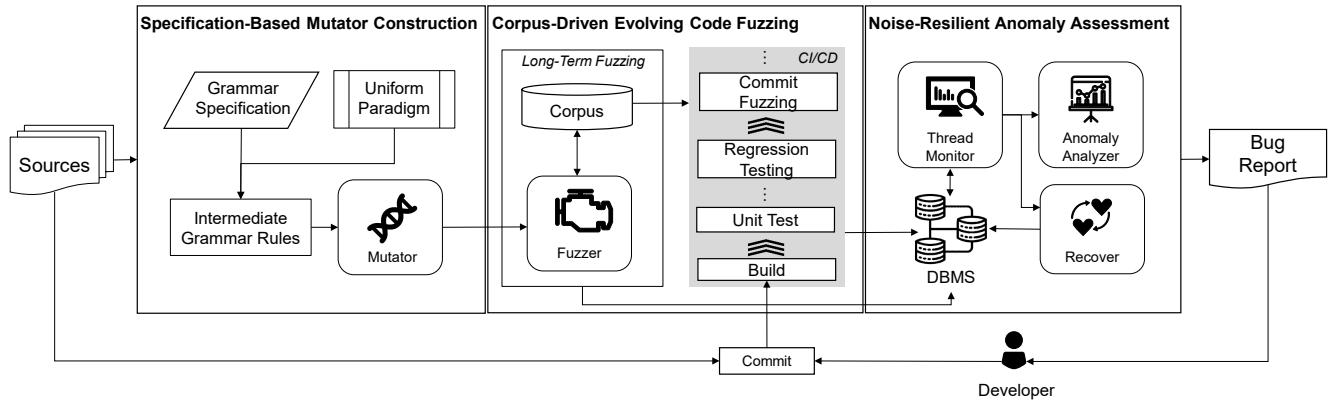 Specification-Based Mutator Construction
Corpus-Driven Evolving Code Fuzzing
Noise-Resilient Anomaly Assessment
Sources
Grammar
Specification
Uniform
Paradigm
Intermediate
Grammar Rules
Mutator
Long-Term Fuzzing
Corpus
Fuzzer
CI/CD
Commit
Fuzzing
Regression
Testing
Unit Test
Build
Thread
Monitor
Anomaly
Analyzer
DBMS
Recover
Bug
Report
Commit
Developer